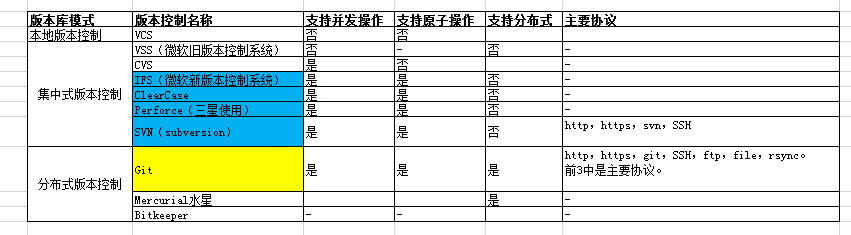 版本库模式 版本控制名称 支持并发操作 支持原子操作 支持分布式 主要协议
本地版本控制 VCS 否 否
VSS（微软旧版本控制系统） 否 - 否 -
CVS 是 否 -
集中式版本控制 IFS（微软新版本控制系统） 是 是 否 -
ClearCase 是 是 否 -
Perforce（三星使用） 是 是 否 -
SVN（subversion） 是 是 否 http，https，svn，SSH
分布式版本控制 Git 是 是 是 http，https，git，SSH，ftp，file，rsync。
前3中是主要协议。
Mercurial水星 是 -
Bitkeeper - - -